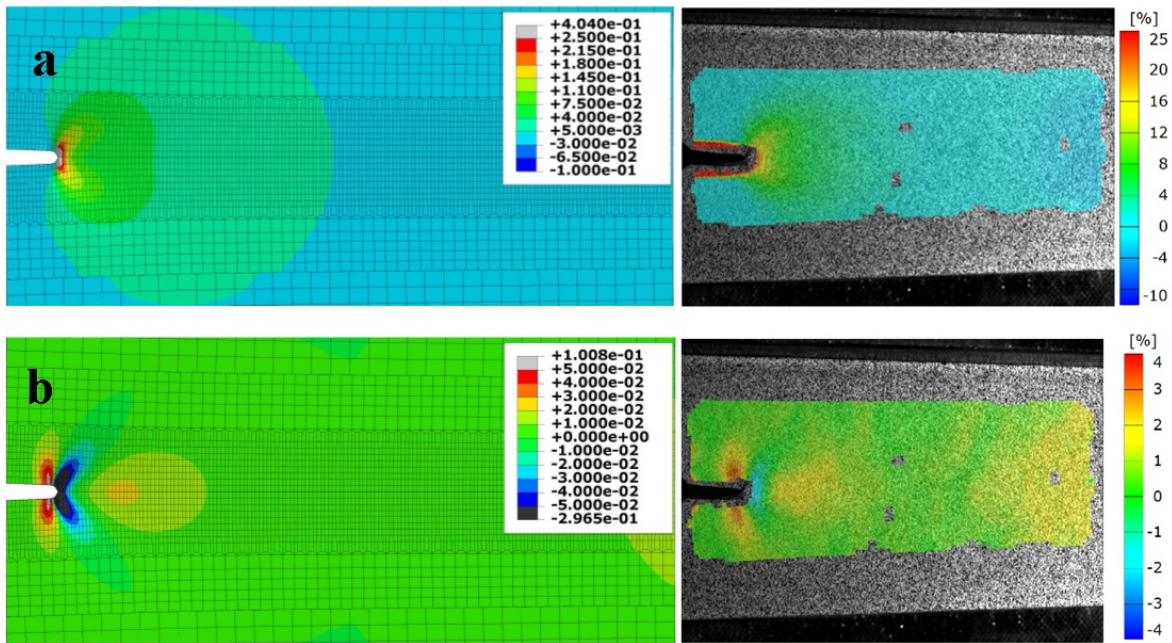 a
+4.040e-01
+2.500e-01
+2.150e-01
+1.800e-01
+1.450e-01
+1.100e-01
+7.500e-02
+4.000e-02
+5.000e-03
-3.000e-02
-6.500e-02
-1.000e-01
[%]
25
20
16
12
8
4
0
-4
-10
b
+1.008e-01
+5.000e-02
+4.000e-02
+3.000e-02
+2.000e-02
+1.000e-02
+0.000e+00
-1.000e-02
-2.000e-02
-3.000e-02
-4.000e-02
-5.000e-02
-2.965e-01
[%]
4
3
2
1
0
-1
-2
-3
-4